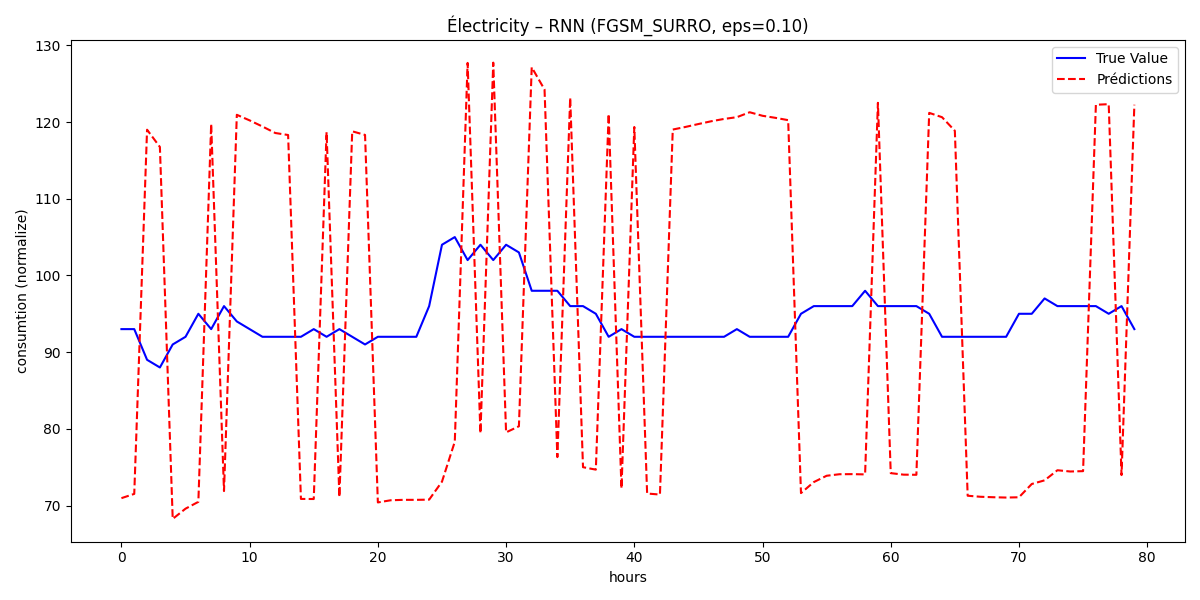 Électricity – RNN (FGSM_SURRO, eps=0.10)
True Value
Prédictions
consumtion (normalize)
130
120
110
100
90
80
70
0 10 20 30 40 50 60 70 80
hours